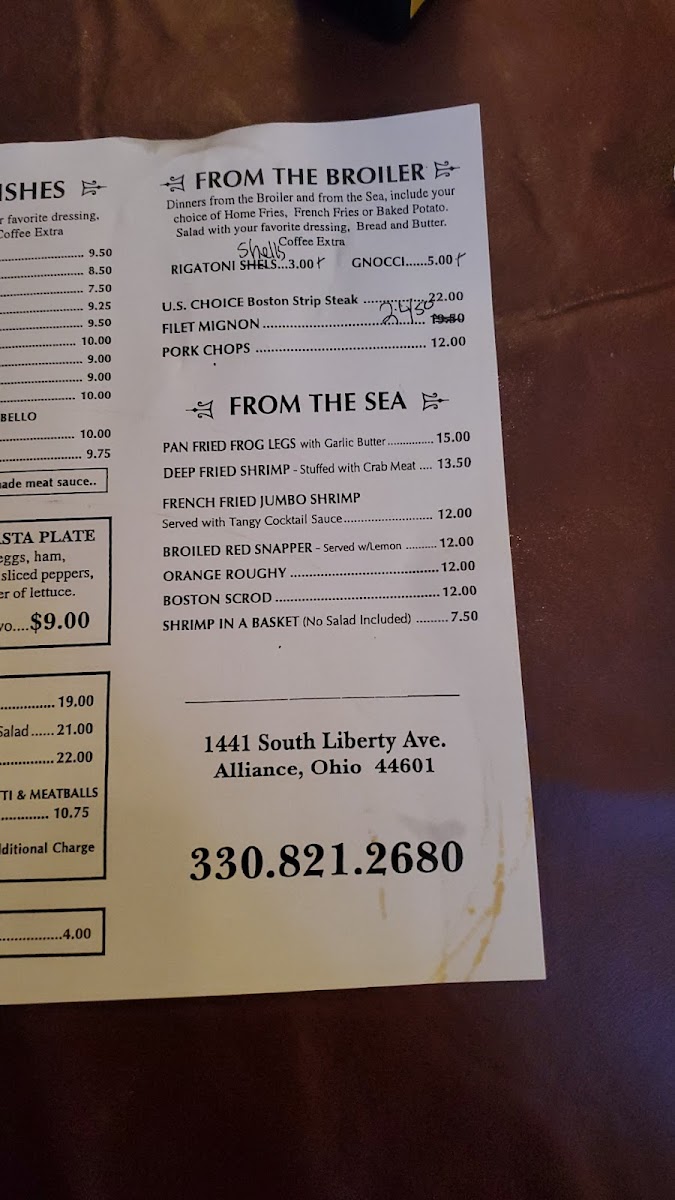 ISHES
r favorite dressing,
Coffee Extra
9.50
8.50
7.50
9.25
9.50
10.00
9.00
9.00
10.00
BELLO
10.00
9.75
ade meat sauce..
ASTA PLATE
eggs, ham,
sliced peppers,
er of lettuce.
vo....$9.00
19.00
Salad......21.00
22.00
TI & MEATBALLS
10.75
dditional Charge
4.00
FROM THE BROILER
Dinners from the Broiler and from the Sea, include your
choice of Home Fries, French Fries or Baked Potato.
Salad with your favorite dressing, Bread and Butter.
Coffee Extra
Shells
RIGATONI SHELS...3.00 GNOCCI......5.00
U.S. CHOICE Boston Strip Steak ..............22.00
24.50
FILET MIGNON ................................... 19.50
PORK CHOPS ..................................... 12.00
FROM THE SEA
PAN FRIED FROG LEGS with Garlic Butter.............. 15.00
DEEP FRIED SHRIMP - Stuffed with Crab Meat .... 13.50
FRENCH FRIED JUMBO SHRIMP
Served with Tangy Cocktail Sauce........................... 12.00
BROILED RED SNAPPER - Served w/Lemon ..........12.00
ORANGE ROUGHY ................................12.00
BOSTON SCROD .................................... 12.00
SHRIMP IN A BASKET (No Salad Included) .........7.50
1441 South Liberty Ave.
Alliance, Ohio 44601
330.821.2680